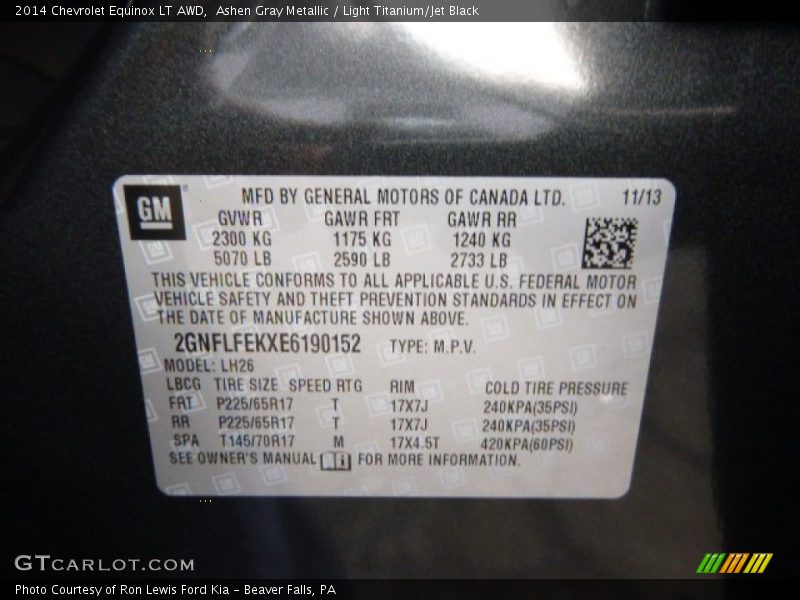 2014 Chevrolet Equinox LT AWD,  Ashen Gray Metallic / Light Titanium/Jet Black
GM
MFD BY GENERAL MOTORS OF CANADA LTD. 11/13
GVWR GAWR FRT GAWR RR
2300 KG 1175 KG 1240 KG
5070 LB 2590 LB 2733 LB
THIS VEHICLE CONFORMS TO ALL APPLICABLE U.S. FEDERAL MOTOR
VEHICLE SAFETY AND THEFT PREVENTION STANDARDS IN EFFECT ON
THE DATE OF MANUFACTURE SHOWN ABOVE.
2GNFLFEKXE6190152 TYPE: M.P.V.
MODEL: LH26
LBCG TIRE SIZE SPEED RTG RIM COLD TIRE PRESSURE
FRT P225/65R17 T 17X7J 240KPA(35PSI)
RR P225/65R17 T 17X7J 240KPA(35PSI)
SPA T145/70R17 M 17X4.5T 420KPA(60PSI)
SEE OWNER'S MANUAL FOR MORE INFORMATION.
GTCARLOT.COM
Photo Courtesy of Ron Lewis Ford Kia - Beaver Falls, PA